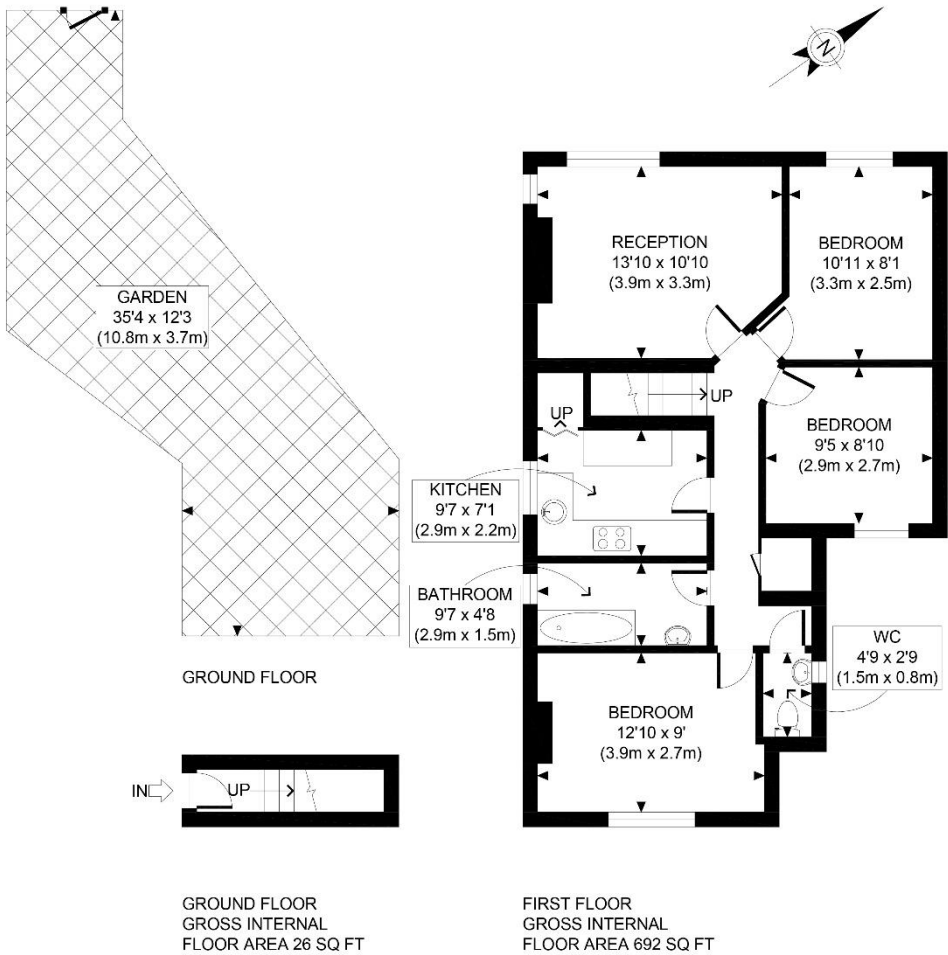 N
GARDEN
35'4 x 12'3
(10.8m x 3.7m)
RECEPTION
13'10 x 10'10
(3.9m x 3.3m)
BEDROOM
10'11 x 8'1
(3.3m x 2.5m)
UP
UP
BEDROOM
9'5 x 8'10
(2.9m x 2.7m)
KITCHEN
9'7 x 7'1
(2.9m x 2.2m)
BATHROOM
9'7 x 4'8
(2.9m x 1.5m)
WC
4'9 x 2'9
(1.5m x 0.8m)
BEDROOM
12'10 x 9'
(3.9m x 2.7m)
GROUND FLOOR
IN
UP
GROUND FLOOR
GROSS INTERNAL
FLOOR AREA 26 SQ FT
FIRST FLOOR
GROSS INTERNAL
FLOOR AREA 692 SQ FT